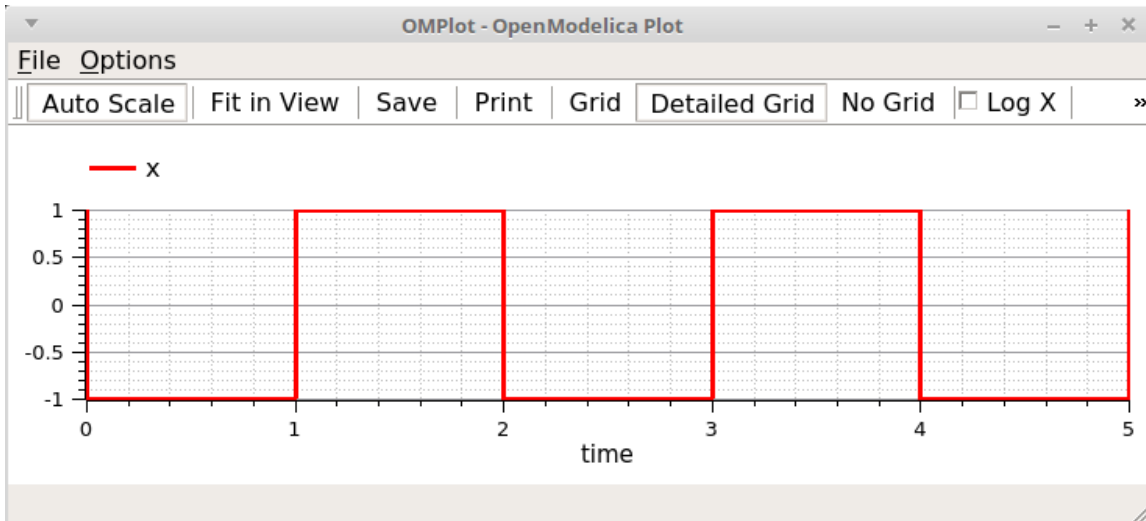 OMPlot - OpenModelica Plot
File Options
Auto Scale Fit in View Save Print Grid Detailed Grid No Grid Log X »
x
1
0.5
0
-0.5
-1
0 1 2 3 4 5
time